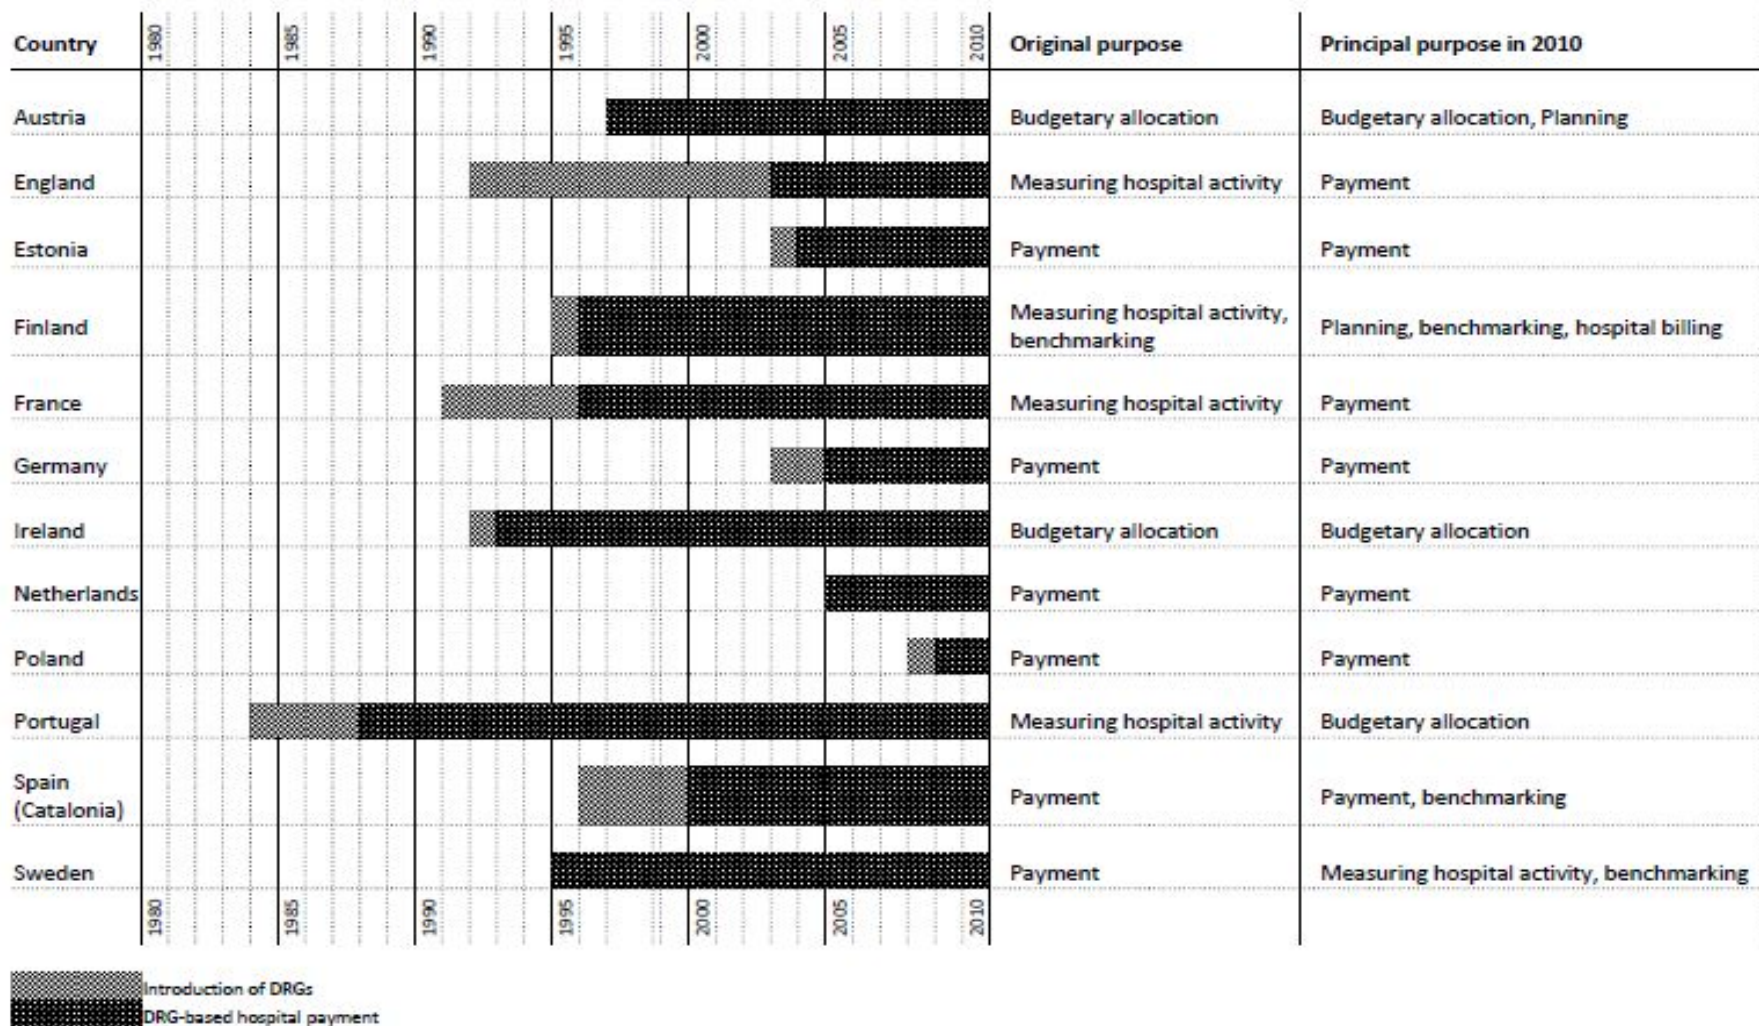 Country 1980 1985 1990 1995 2000 2005 2010 Original purpose Principal purpose in 2010
Austria Budgetary allocation Budgetary allocation, Planning
England Measuring hospital activity Payment
Estonia Payment Payment
Finland Measuring hospital activity, benchmarking Planning, benchmarking, hospital billing
France Measuring hospital activity Payment
Germany Payment Payment
Ireland Budgetary allocation Budgetary allocation
Netherlands Payment Payment
Poland Payment Payment
Portugal Measuring hospital activity Budgetary allocation
Spain (Catalonia) Payment Payment, benchmarking
Sweden Payment Measuring hospital activity, benchmarking
1980 1985 1990 1995 2000 2005 2010
Introduction of DRGs
DRG-based hospital payment